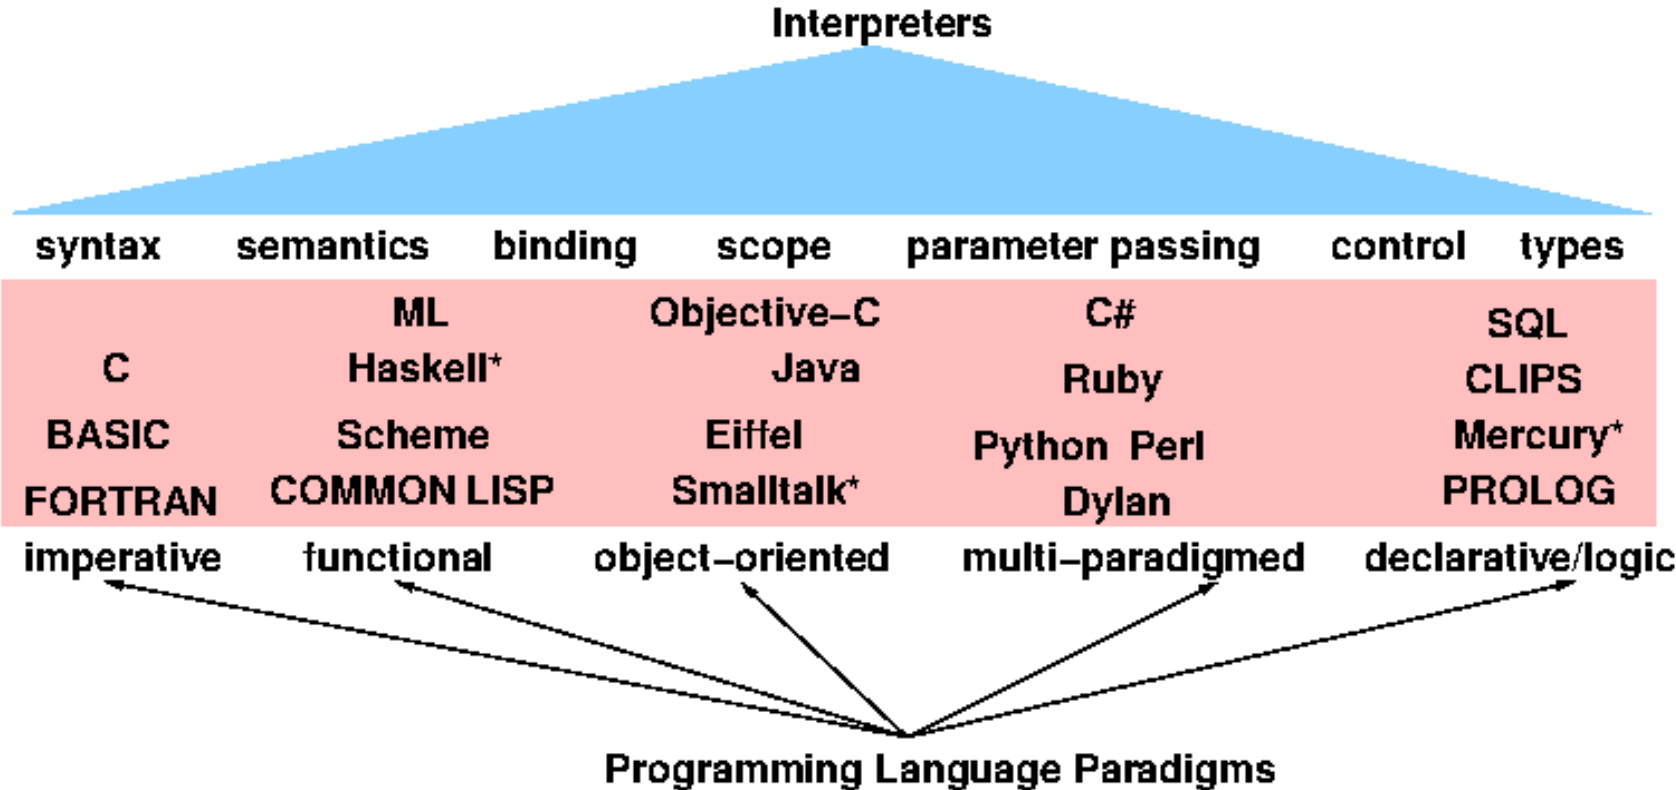 Interpreters
syntax semantics binding scope parameter passing control types
ML Objective-C C# SQL
C Haskell* Java Ruby CLIPS
BASIC Scheme Eiffel Python Perl Mercury*
FORTRAN COMMON LISP Smalltalk* Dylan PROLOG
imperative functional object-oriented multi-paradigmed declarative/logic
Programming Language Paradigms